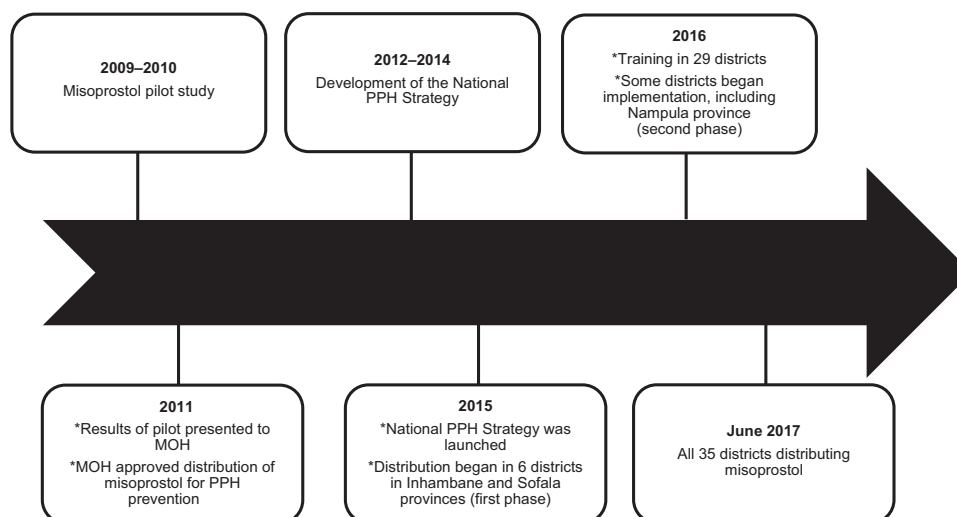 2009–2010
Misoprostol pilot study
2011
*Results of pilot presented to
MOH
*MOH approved distribution of
misoprostol for PPH
prevention
2012–2014
Development of the National
PPH Strategy
2015
*National PPH Strategy was
launched
*Distribution began in 6 districts
in Inhambane and Sofala
provinces (first phase)
2016
*Training in 29 districts
*Some districts began
implementation, including
Nampula province
(second phase)
June 2017
All 35 districts distributing
misoprostol